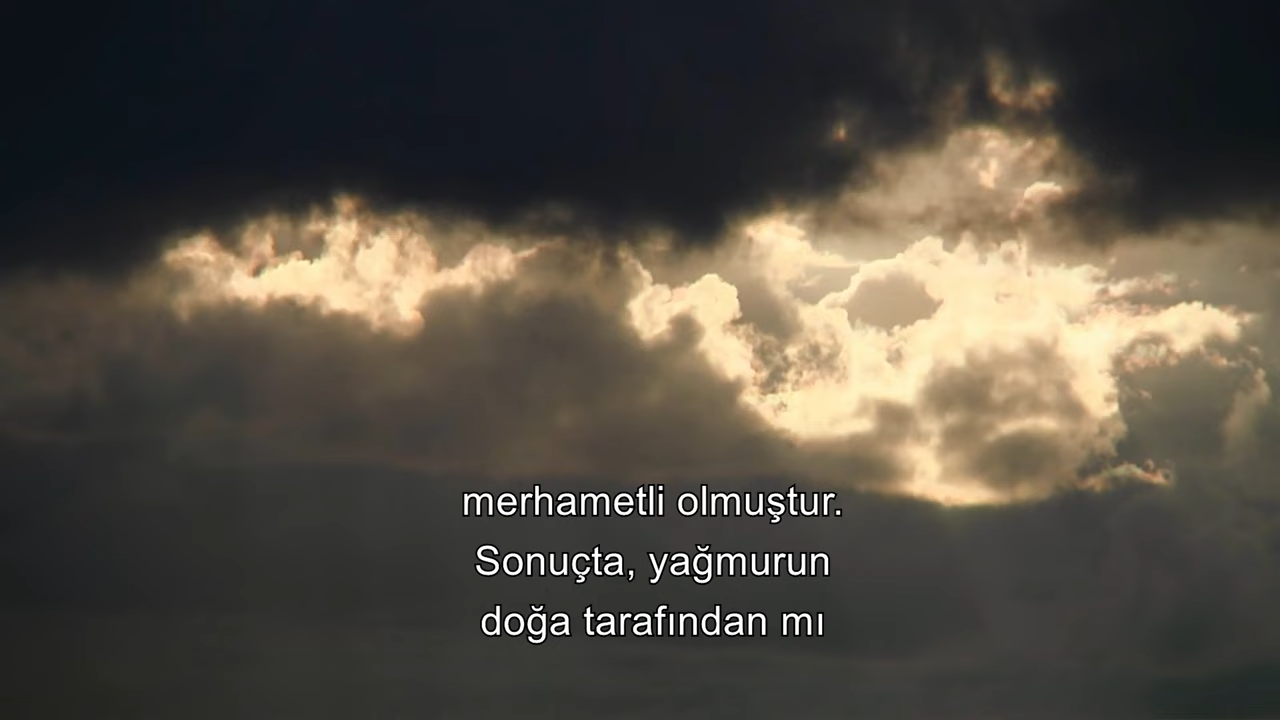 merhametli olmuştur.
Sonuçta, yağmurun
doğa tarafından mı